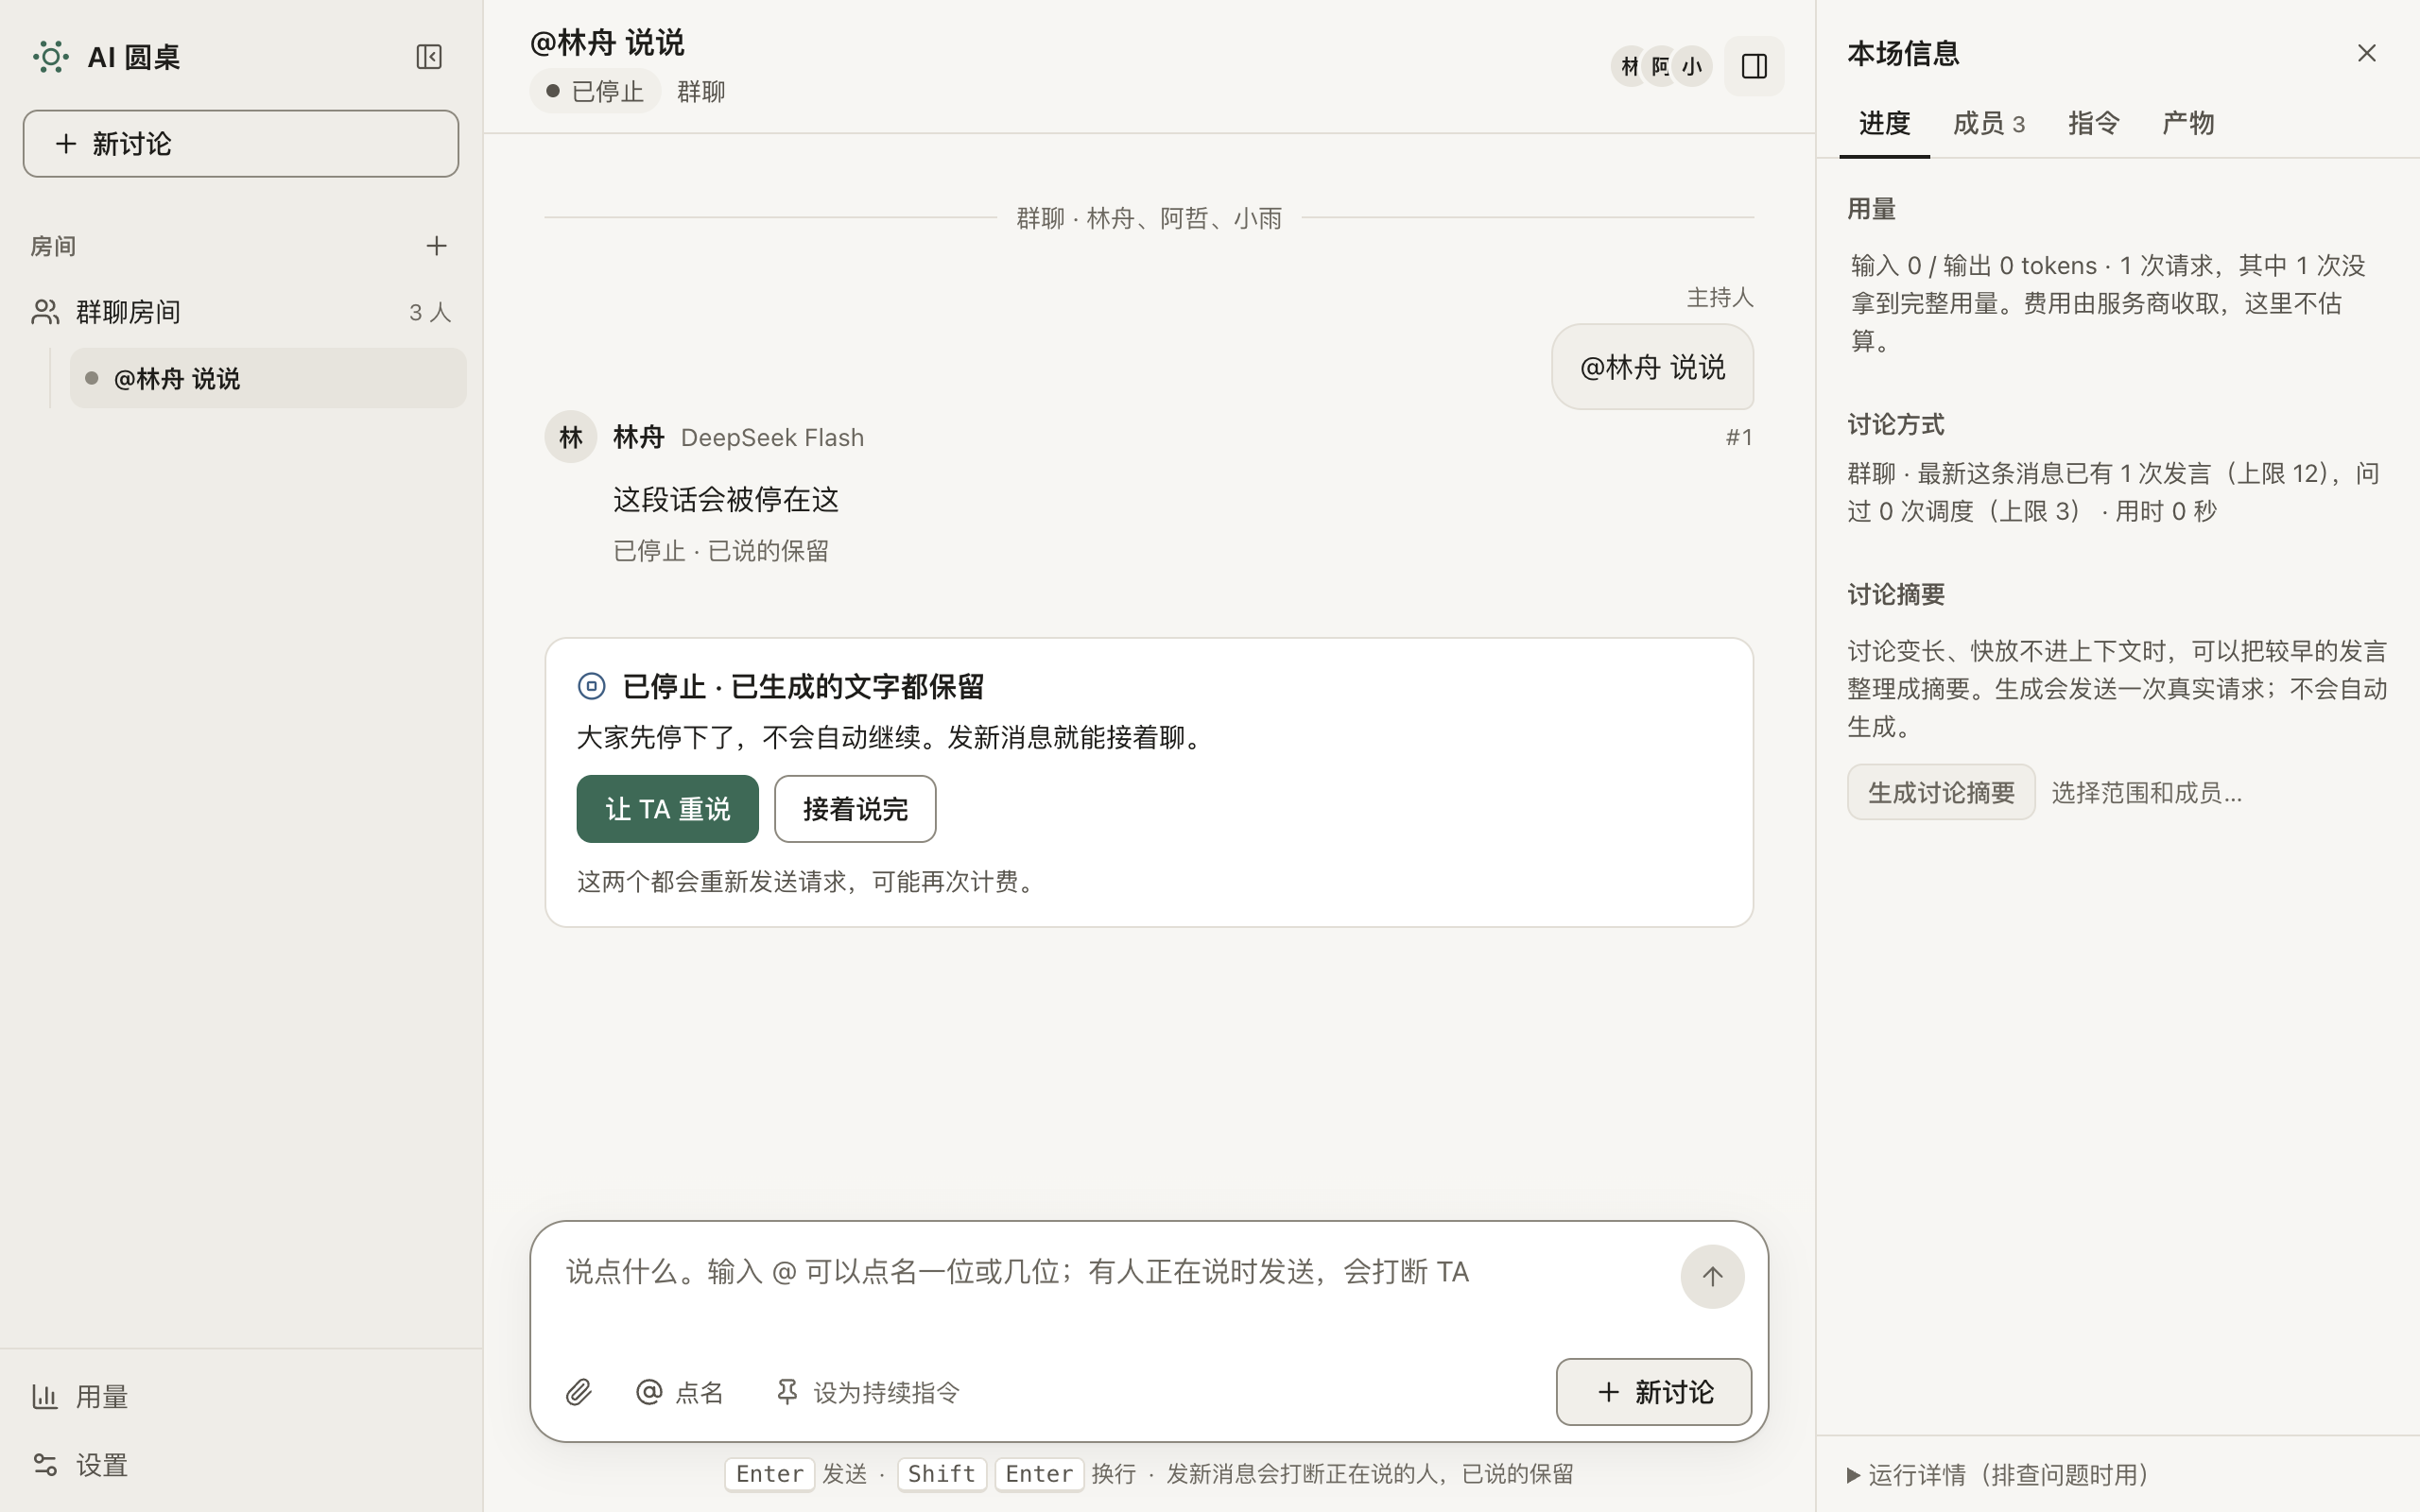 AI 圆桌
新讨论
房间
群聊房间
3 人
@林舟 说说
用量
设置
@林舟 说说
已停止
群聊
林
阿
小
群聊 · 林舟、阿哲、小雨
主持人
@林舟 说说
林
林舟 DeepSeek Flash
#1
这段话会被停在这
已停止 · 已说的保留
已停止 · 已生成的文字都保留
大家先停下了，不会自动继续。发新消息就能接着聊。
让 TA 重说
接着说完
这两个都会重新发送请求，可能再次计费。
说点什么。输入 @ 可以点名一位或几位；有人正在说时发送，会打断 TA
点名
设为持续指令
新讨论
Enter 发送 · Shift Enter 换行 · 发新消息会打断正在说的人，已说的保留
本场信息
进度
成员 3
指令
产物
用量
输入 0 / 输出 0 tokens · 1 次请求，其中 1 次没
拿到完整用量。费用由服务商收取，这里不估
算。
讨论方式
群聊 · 最新这条消息已有 1 次发言（上限 12），问
过 0 次调度（上限 3） · 用时 0 秒
讨论摘要
讨论变长、快放不进上下文时，可以把较早的发言
整理成摘要。生成会发送一次真实请求；不会自动
生成。
生成讨论摘要
选择范围和成员...
运行详情（排查问题时用）